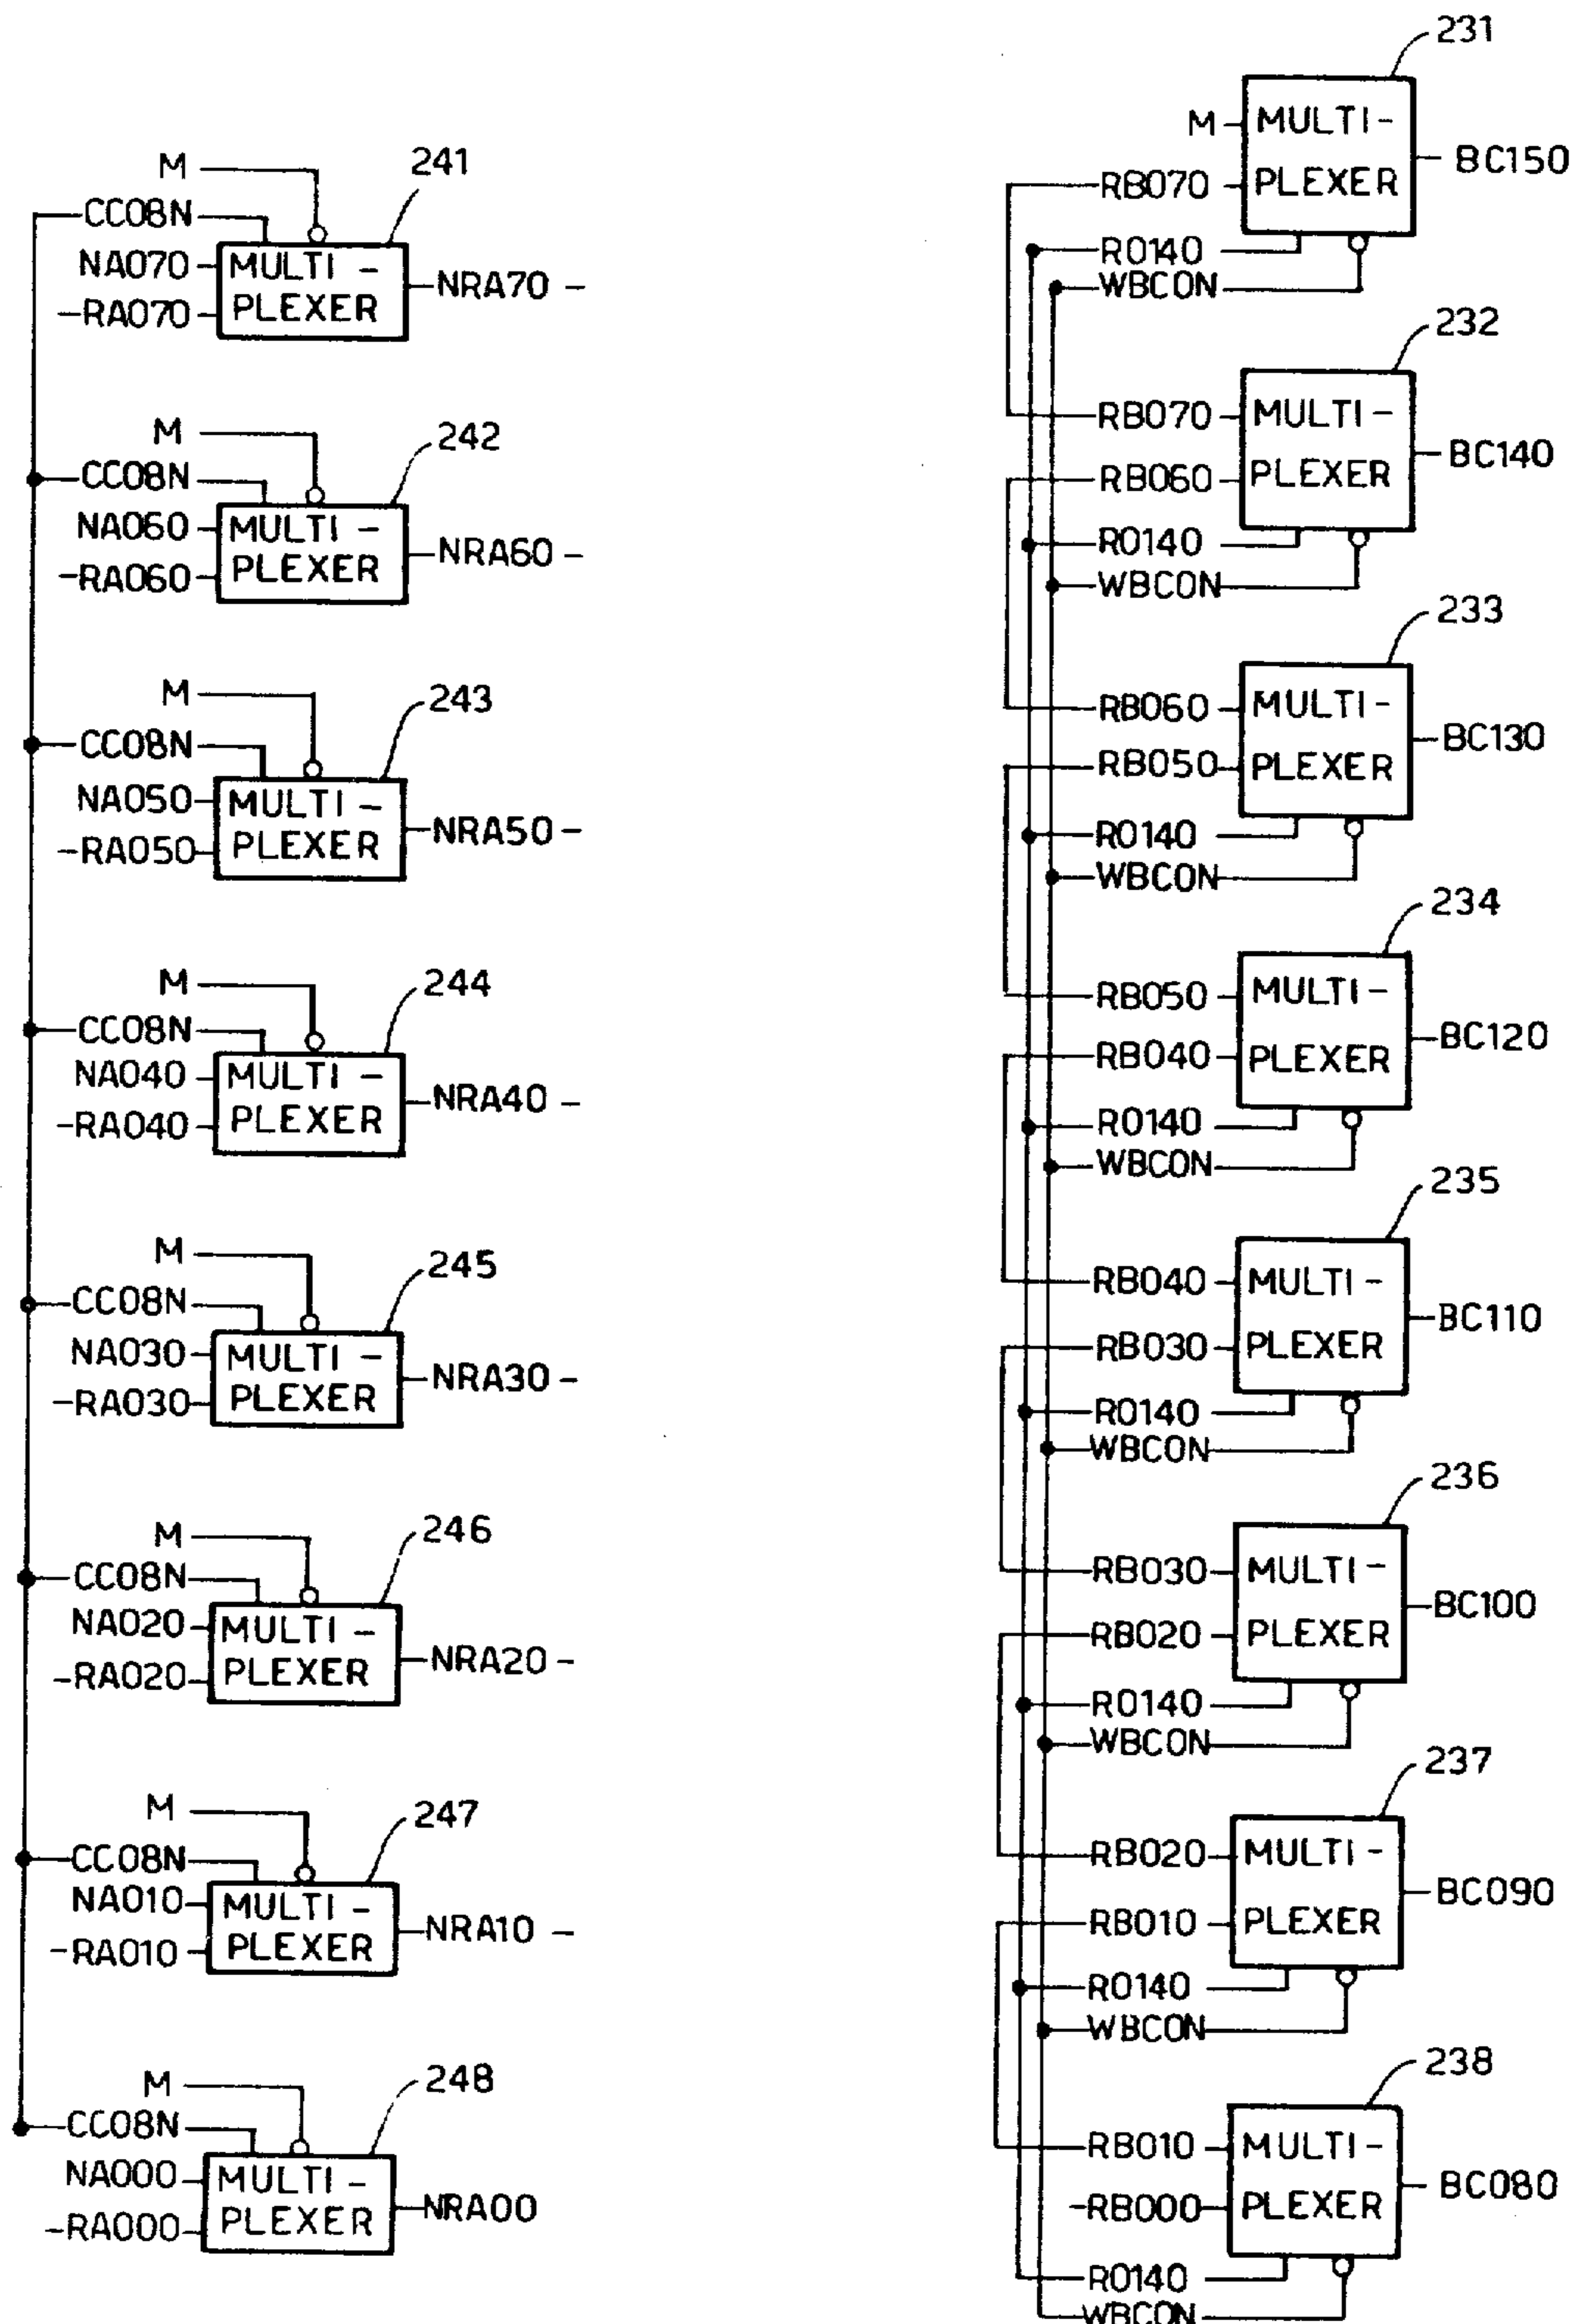 M
241
CC08N
NA070
MULTI -
NRA70 -
-RA070
PLEXER
M
242
CC08N
NA060
MULTI -
NRA60 -
-RA060
PLEXER
M
243
CC08N
NA050
MULTI -
NRA50 -
-RA050
PLEXER
M
244
CC08N
NA040
MULTI -
NRA40 -
-RA040
PLEXER
M
245
CC08N
NA030
MULTI -
NRA30 -
-RA030
PLEXER
M
246
CC08N
NA020
MULTI -
NRA20 -
-RA020
PLEXER
M
247
CC08N
NA010
MULTI -
NRA10 -
-RA010
PLEXER
M
248
CC08N
NA000
MULTI -
NRA00
-RA000
PLEXER
231
M
MULTI -
BC150
RB070
PLEXER
R0140
WBCON
232
RB070
MULTI -
BC140
RB060
PLEXER
R0140
WBCON
233
RB060
MULTI -
BC130
RB050
PLEXER
R0140
WBCON
234
RB050
MULTI -
BC120
RB040
PLEXER
R0140
WBCON
235
RB040
MULTI -
BC110
RB030
PLEXER
R0140
WBCON
236
RB030
MULTI -
BC100
RB020
PLEXER
R0140
WBCON
237
RB020
MULTI -
BC090
RB010
PLEXER
R0140
WBCON
238
RB010
MULTI -
BC080
-RB000
PLEXER
R0140
WBCON